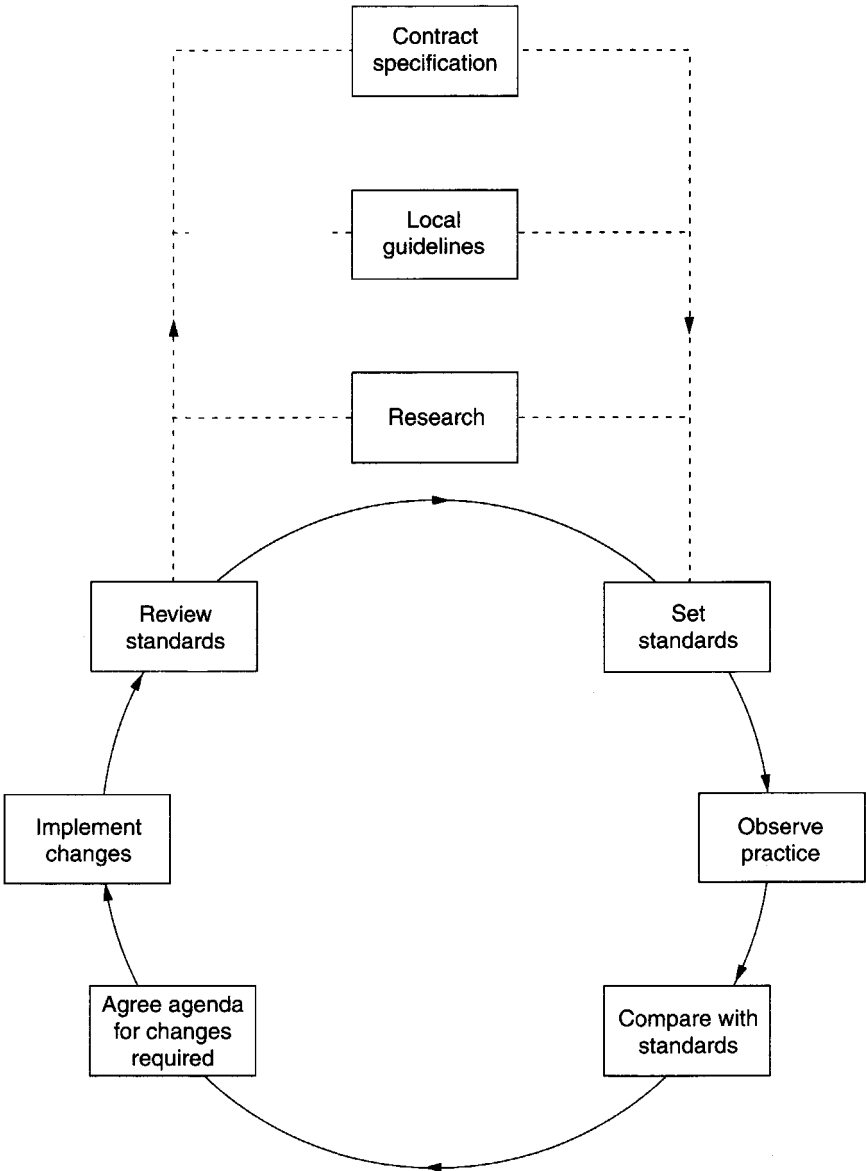 Contract
specification
Local
guidelines
Research
Review
standards
Set
standards
Implement
changes
Observe
practice
Agree agenda
for changes
required
Compare with
standards